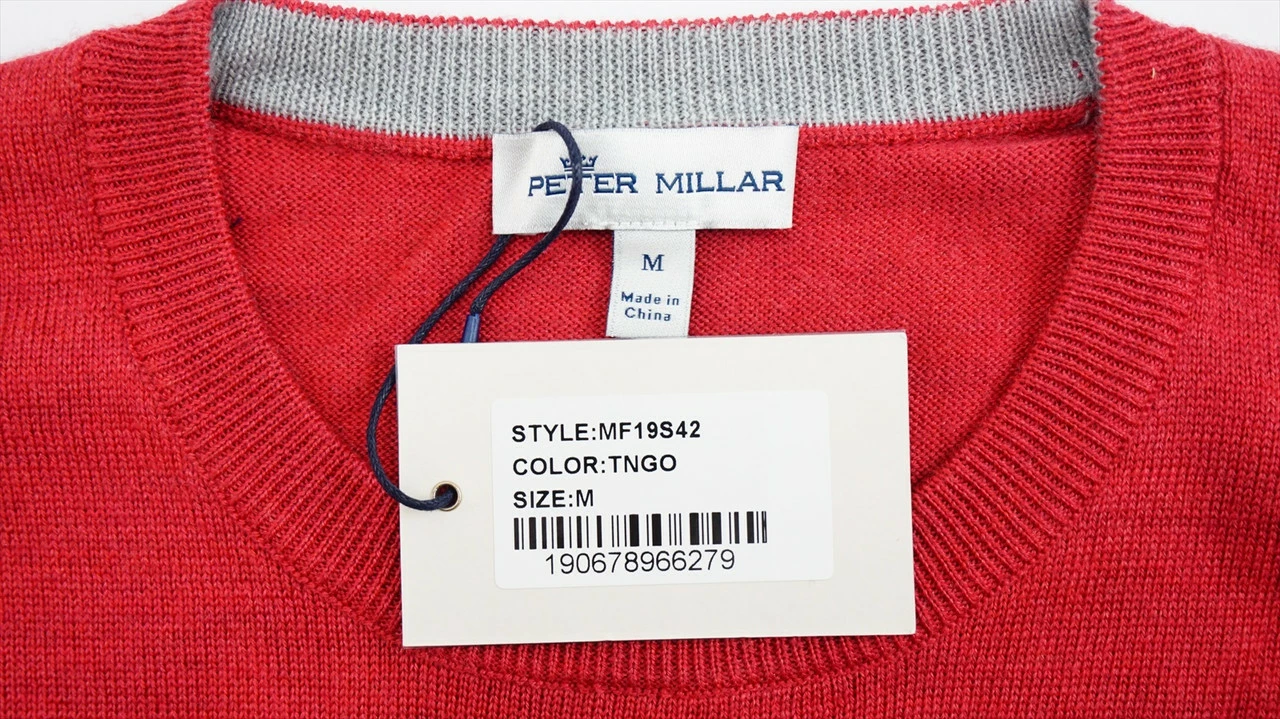 PETER MILLAR
M
Made in
China
STYLE:MF19S42
COLOR:TNGO
SIZE:M
190678966279